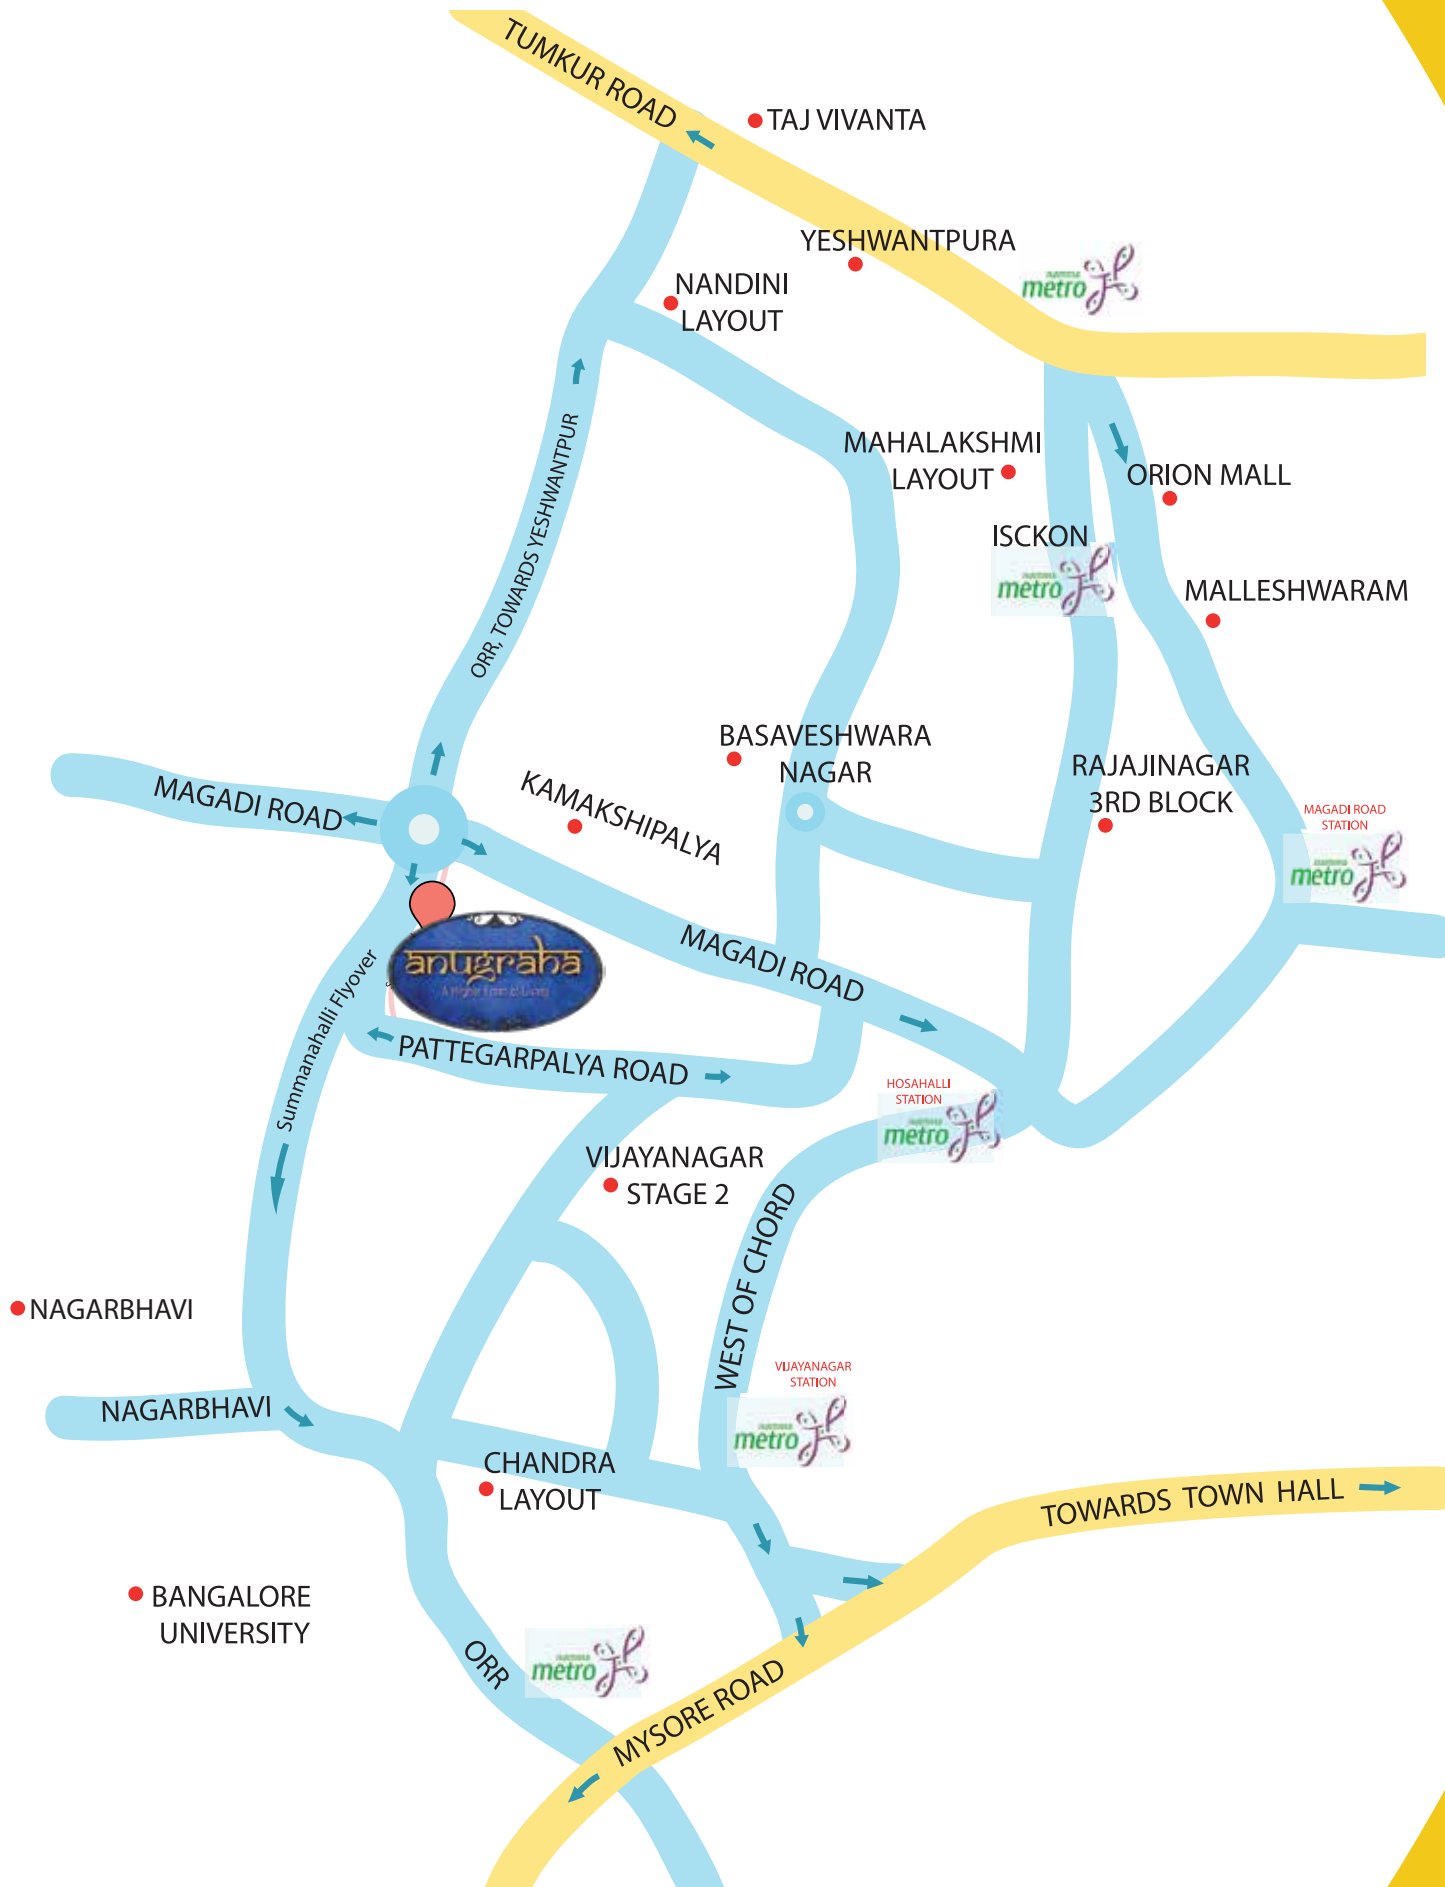 TUMKUR ROAD
TAJ VIVANTA
YESHWANTPURA
metro
NANDINI
LAYOUT
MAHALAKSHMI
LAYOUT
ORION MALL
ORR, TOWARDS YESHWANTPUR
ISCKON
metro
MALLESHWARAM
BASAVESHWARA
NAGAR
RAJAJINAGAR
3RD BLOCK
MAGADI ROAD
KAMAKSHIPALYA
MAGADI ROAD
STATION
metro
anugraha
MAGADI ROAD
Summanahalli Flyover
PATTEGARPALYA ROAD
HOSAHALLI
STATION
metro
VIJAYANAGAR
STAGE 2
WEST OF CHORD
NAGARBHAVI
VIJAYANAGAR
STATION
metro
NAGARBHAVI
CHANDRA
LAYOUT
TOWARDS TOWN HALL
BANGALORE
UNIVERSITY
ORR
metro
MYSORE ROAD